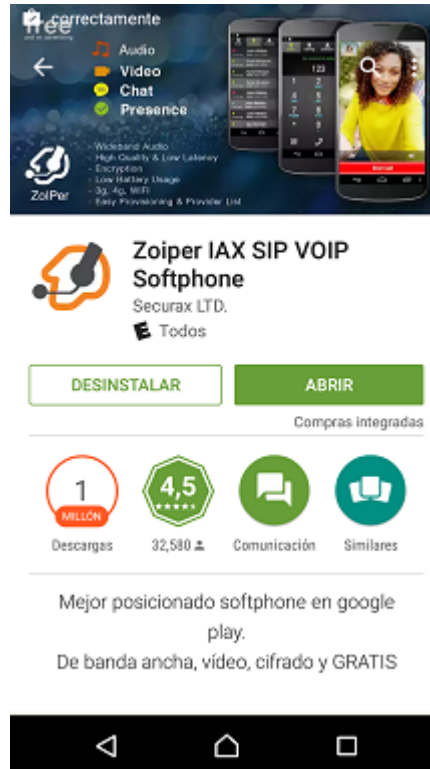 correctamente
free
Audio
Video
Chat
Presence
- Wideband Audio
- High Quality & Low Latency
- Encryption
- Low Battery Usage
- 3g, 4g, WiFi
- Easy Provisioning & Provider List
ZoiPer
123
Zoiper IAX SIP VOIP
Softphone
Securax LTD.
E Todos
DESINSTALAR
ABRIR
Compras integradas
1
MILLÓN
4,5
Descargas
32,580
Comunicación
Similares
Mejor posicionado softphone en google
play.
De banda ancha, vídeo, cifrado y GRATIS